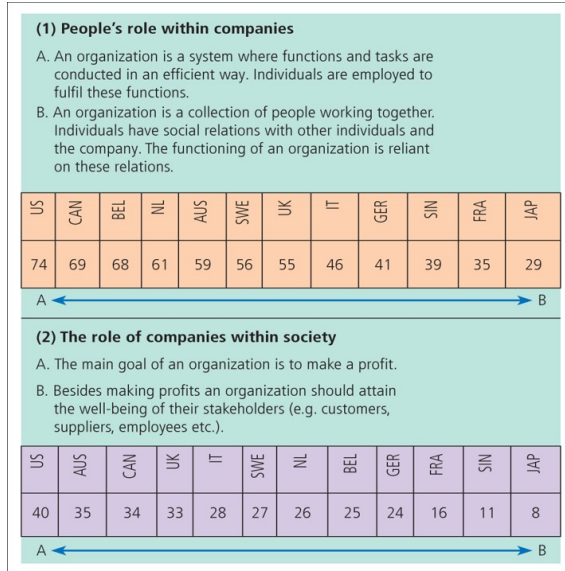 (1) People's role within companies
A. An organization is a system where functions and tasks are
conducted in an efficient way. Individuals are employed to
fulfil these functions.
B. An organization is a collection of people working together.
Individuals have social relations with other individuals and
the company. The functioning of an organization is reliant
on these relations.
US CAN BEL NL AUS SWE UK IT GER SIN FRA JAP
74 69 68 61 59 56 55 46 41 39 35 29
A B
(2) The role of companies within society
A. The main goal of an organization is to make a profit.
B. Besides making profits an organization should attain
the well-being of their stakeholders (e.g. customers,
suppliers, employees etc.).
US AUS CAN UK IT SWE NL BEL GER FRA SIN JAP
40 35 34 33 28 27 26 25 24 16 11 8
A B